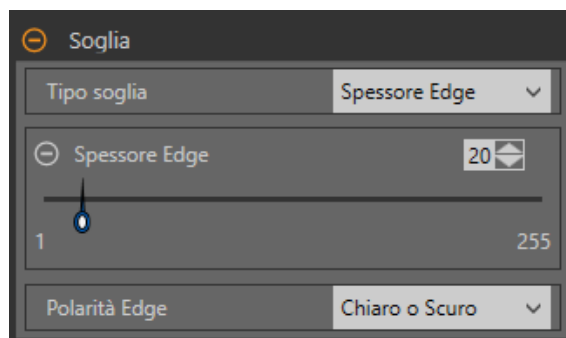 Soglia
Tipo soglia Spessore Edge
Spessore Edge 20
1 255
Polarità Edge Chiaro o Scuro